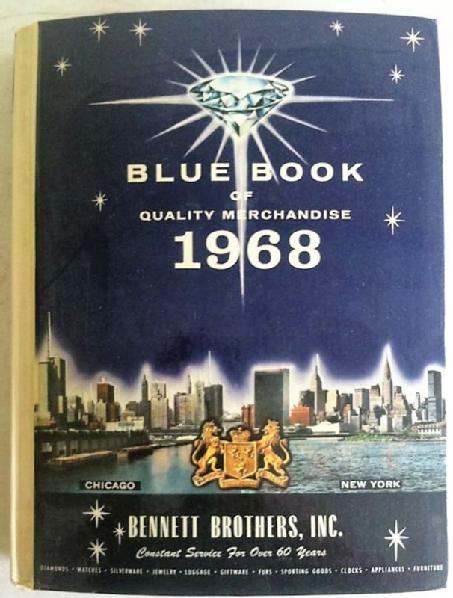 BLUE BOOK
OF
QUALITY MERCHANDISE
1968
CHICAGO
NEW YORK
BENNETT BROTHERS, INC.
Constant Service For Over 60 Years
DIAMONDS • WATCHES • SILVERWARE • JEWELRY • LUGGAGE • GIFTWARE • FURS • SPORTING GOODS • CLOCKS • APPLIANCES • FURNITURE